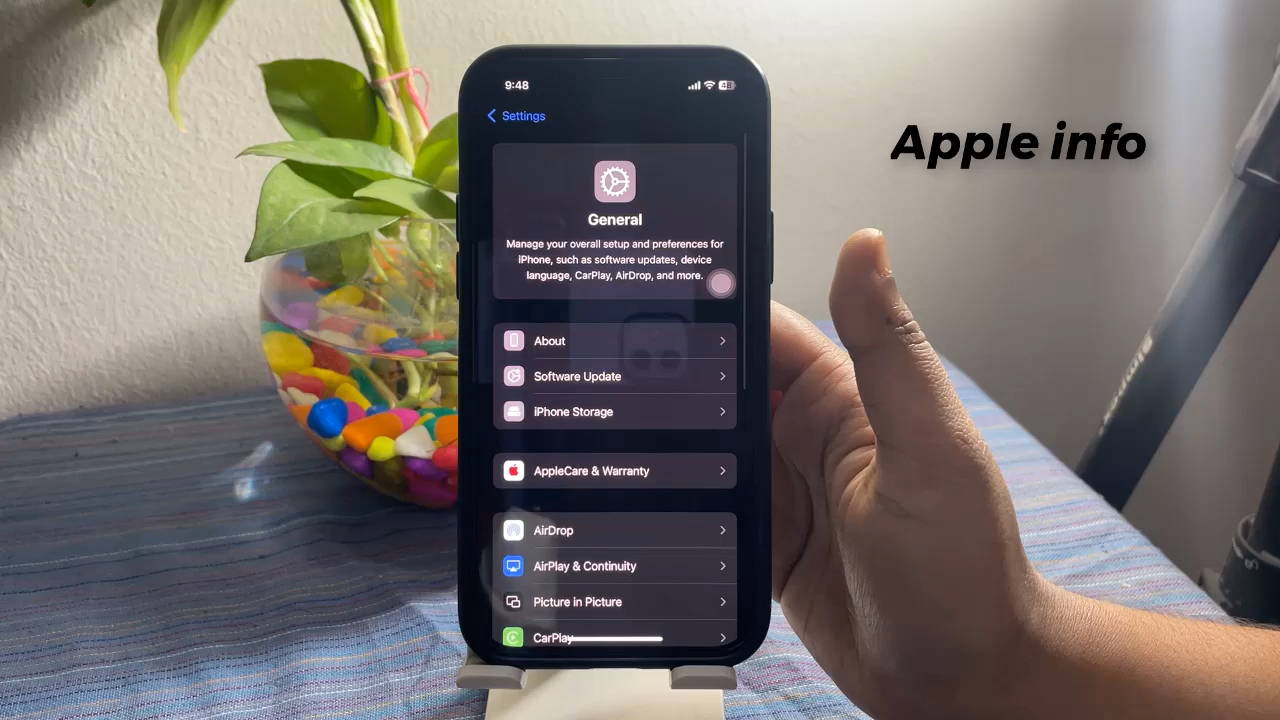 9:48
48
Settings
Apple info
General
Manage your overall setup and preferences for
iPhone, such as software updates, device
language, CarPlay, AirDrop, and more.
About
Software Update
iPhone Storage
AppleCare & Warranty
AirDrop
AirPlay & Continuity
Picture in Picture
CarPlay